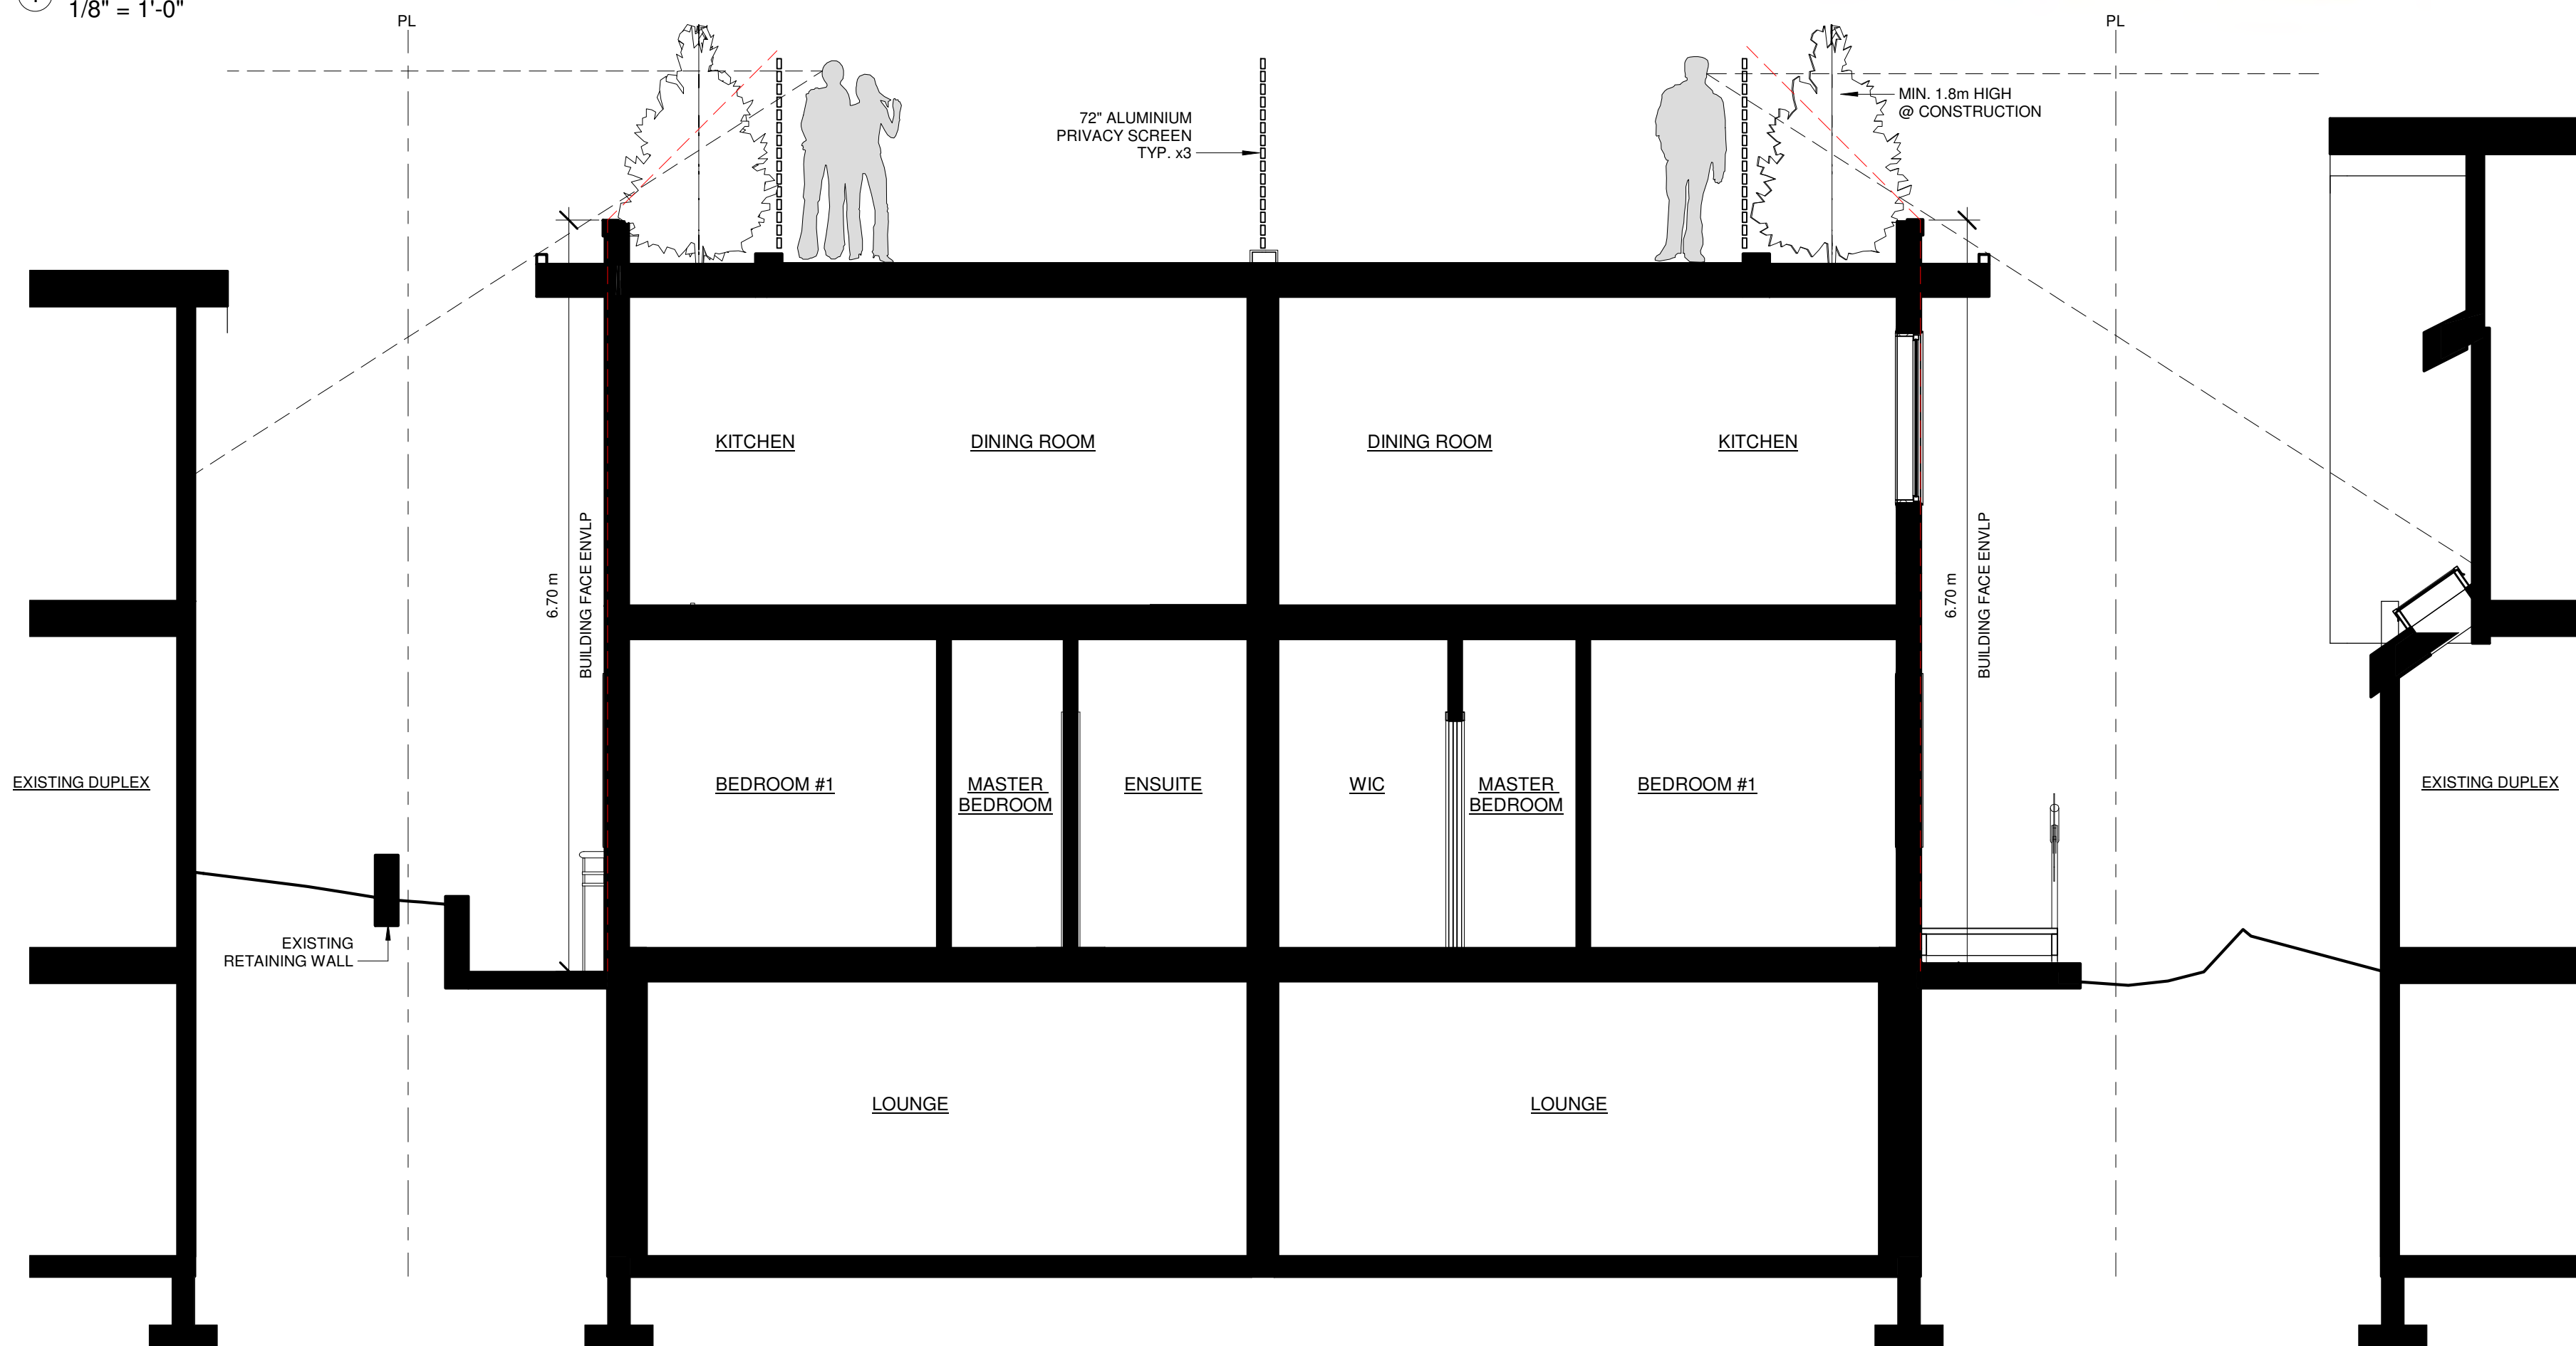 1/8" = 1'-0"
PL
PL
72" ALUMINIUM
PRIVACY SCREEN
TYP. x3
MIN. 1.8m HIGH
@ CONSTRUCTION
KITCHEN
DINING ROOM
DINING ROOM
KITCHEN
6.70 m
BUILDING FACE ENVLP
6.70 m
BUILDING FACE ENVLP
EXISTING DUPLEX
BEDROOM #1
MASTER
BEDROOM
ENSUITE
WIC
MASTER
BEDROOM
BEDROOM #1
EXISTING DUPLEX
EXISTING
RETAINING WALL
LOUNGE
LOUNGE